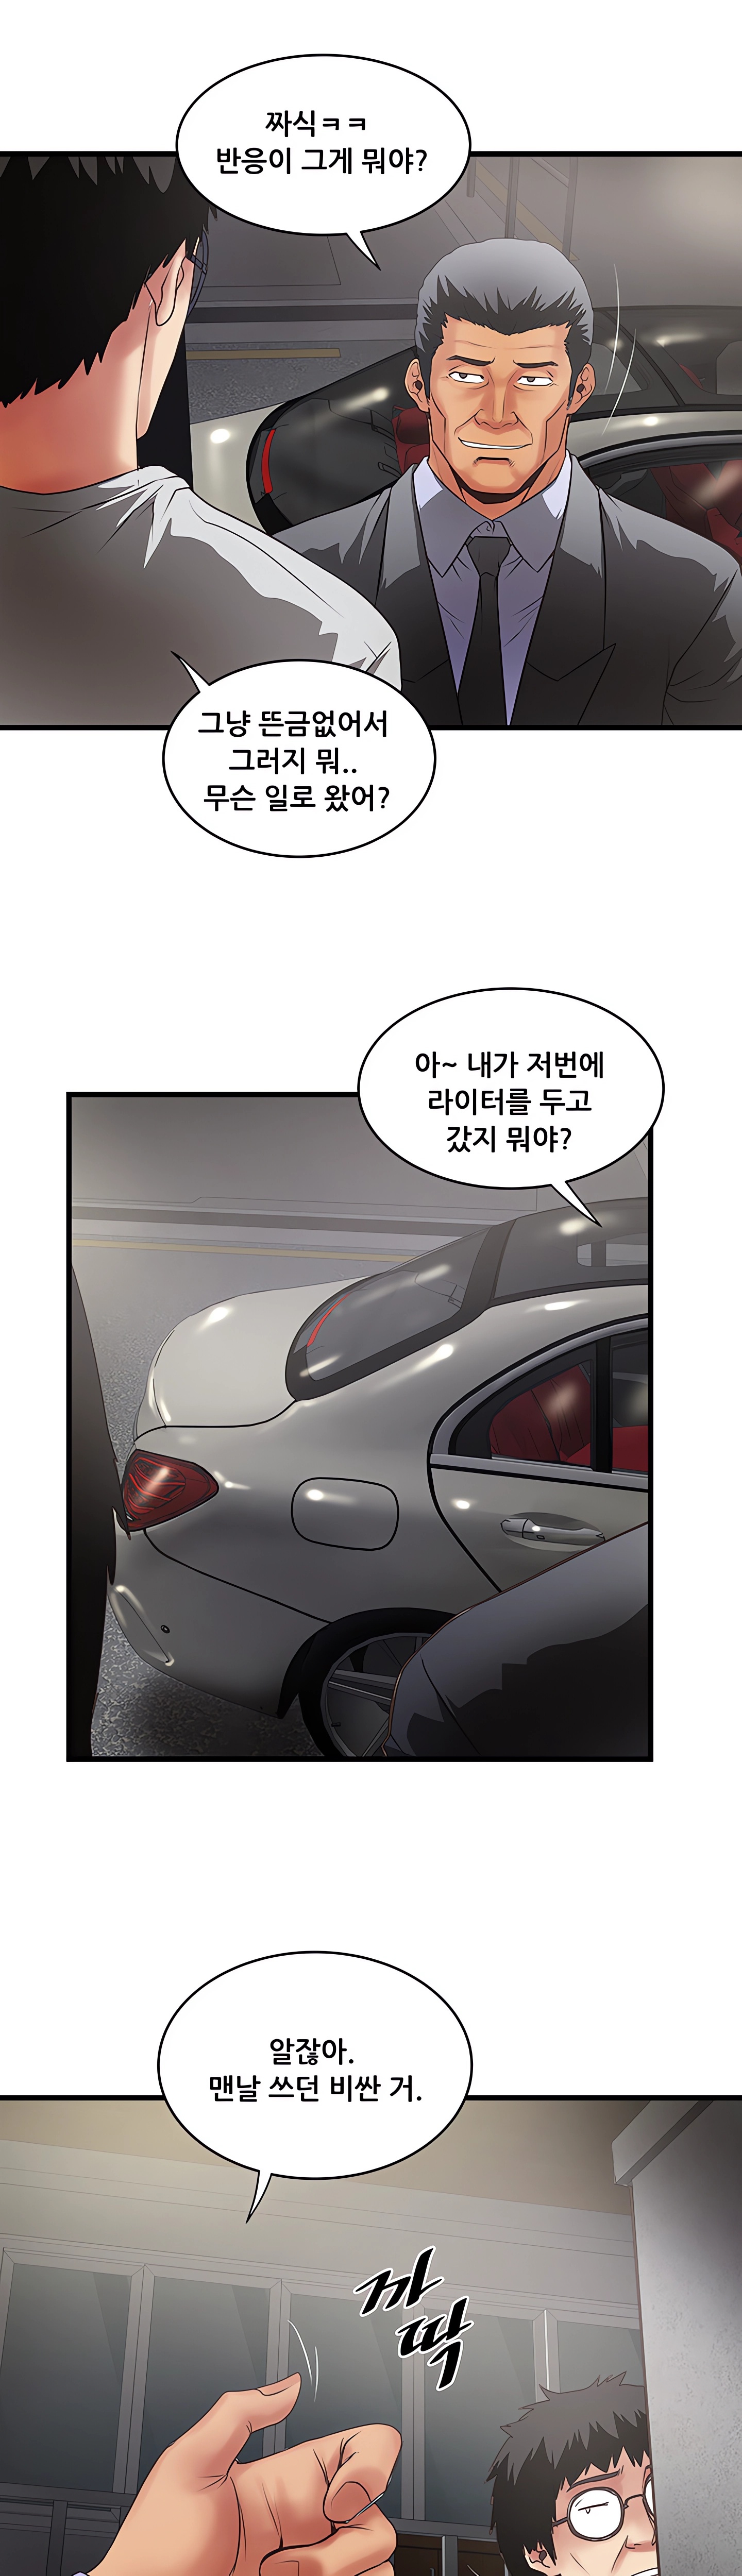 짜식ㅋㅋ
반응이 그게 뭐야?
그냥 뜬금없어서
그러지 뭐..
무슨 일로 왔어?
아~ 내가 저번에
라이터를 두고
갔지 뭐야?
알잖아.
맨날 쓰던 비싼 거.
까
딱